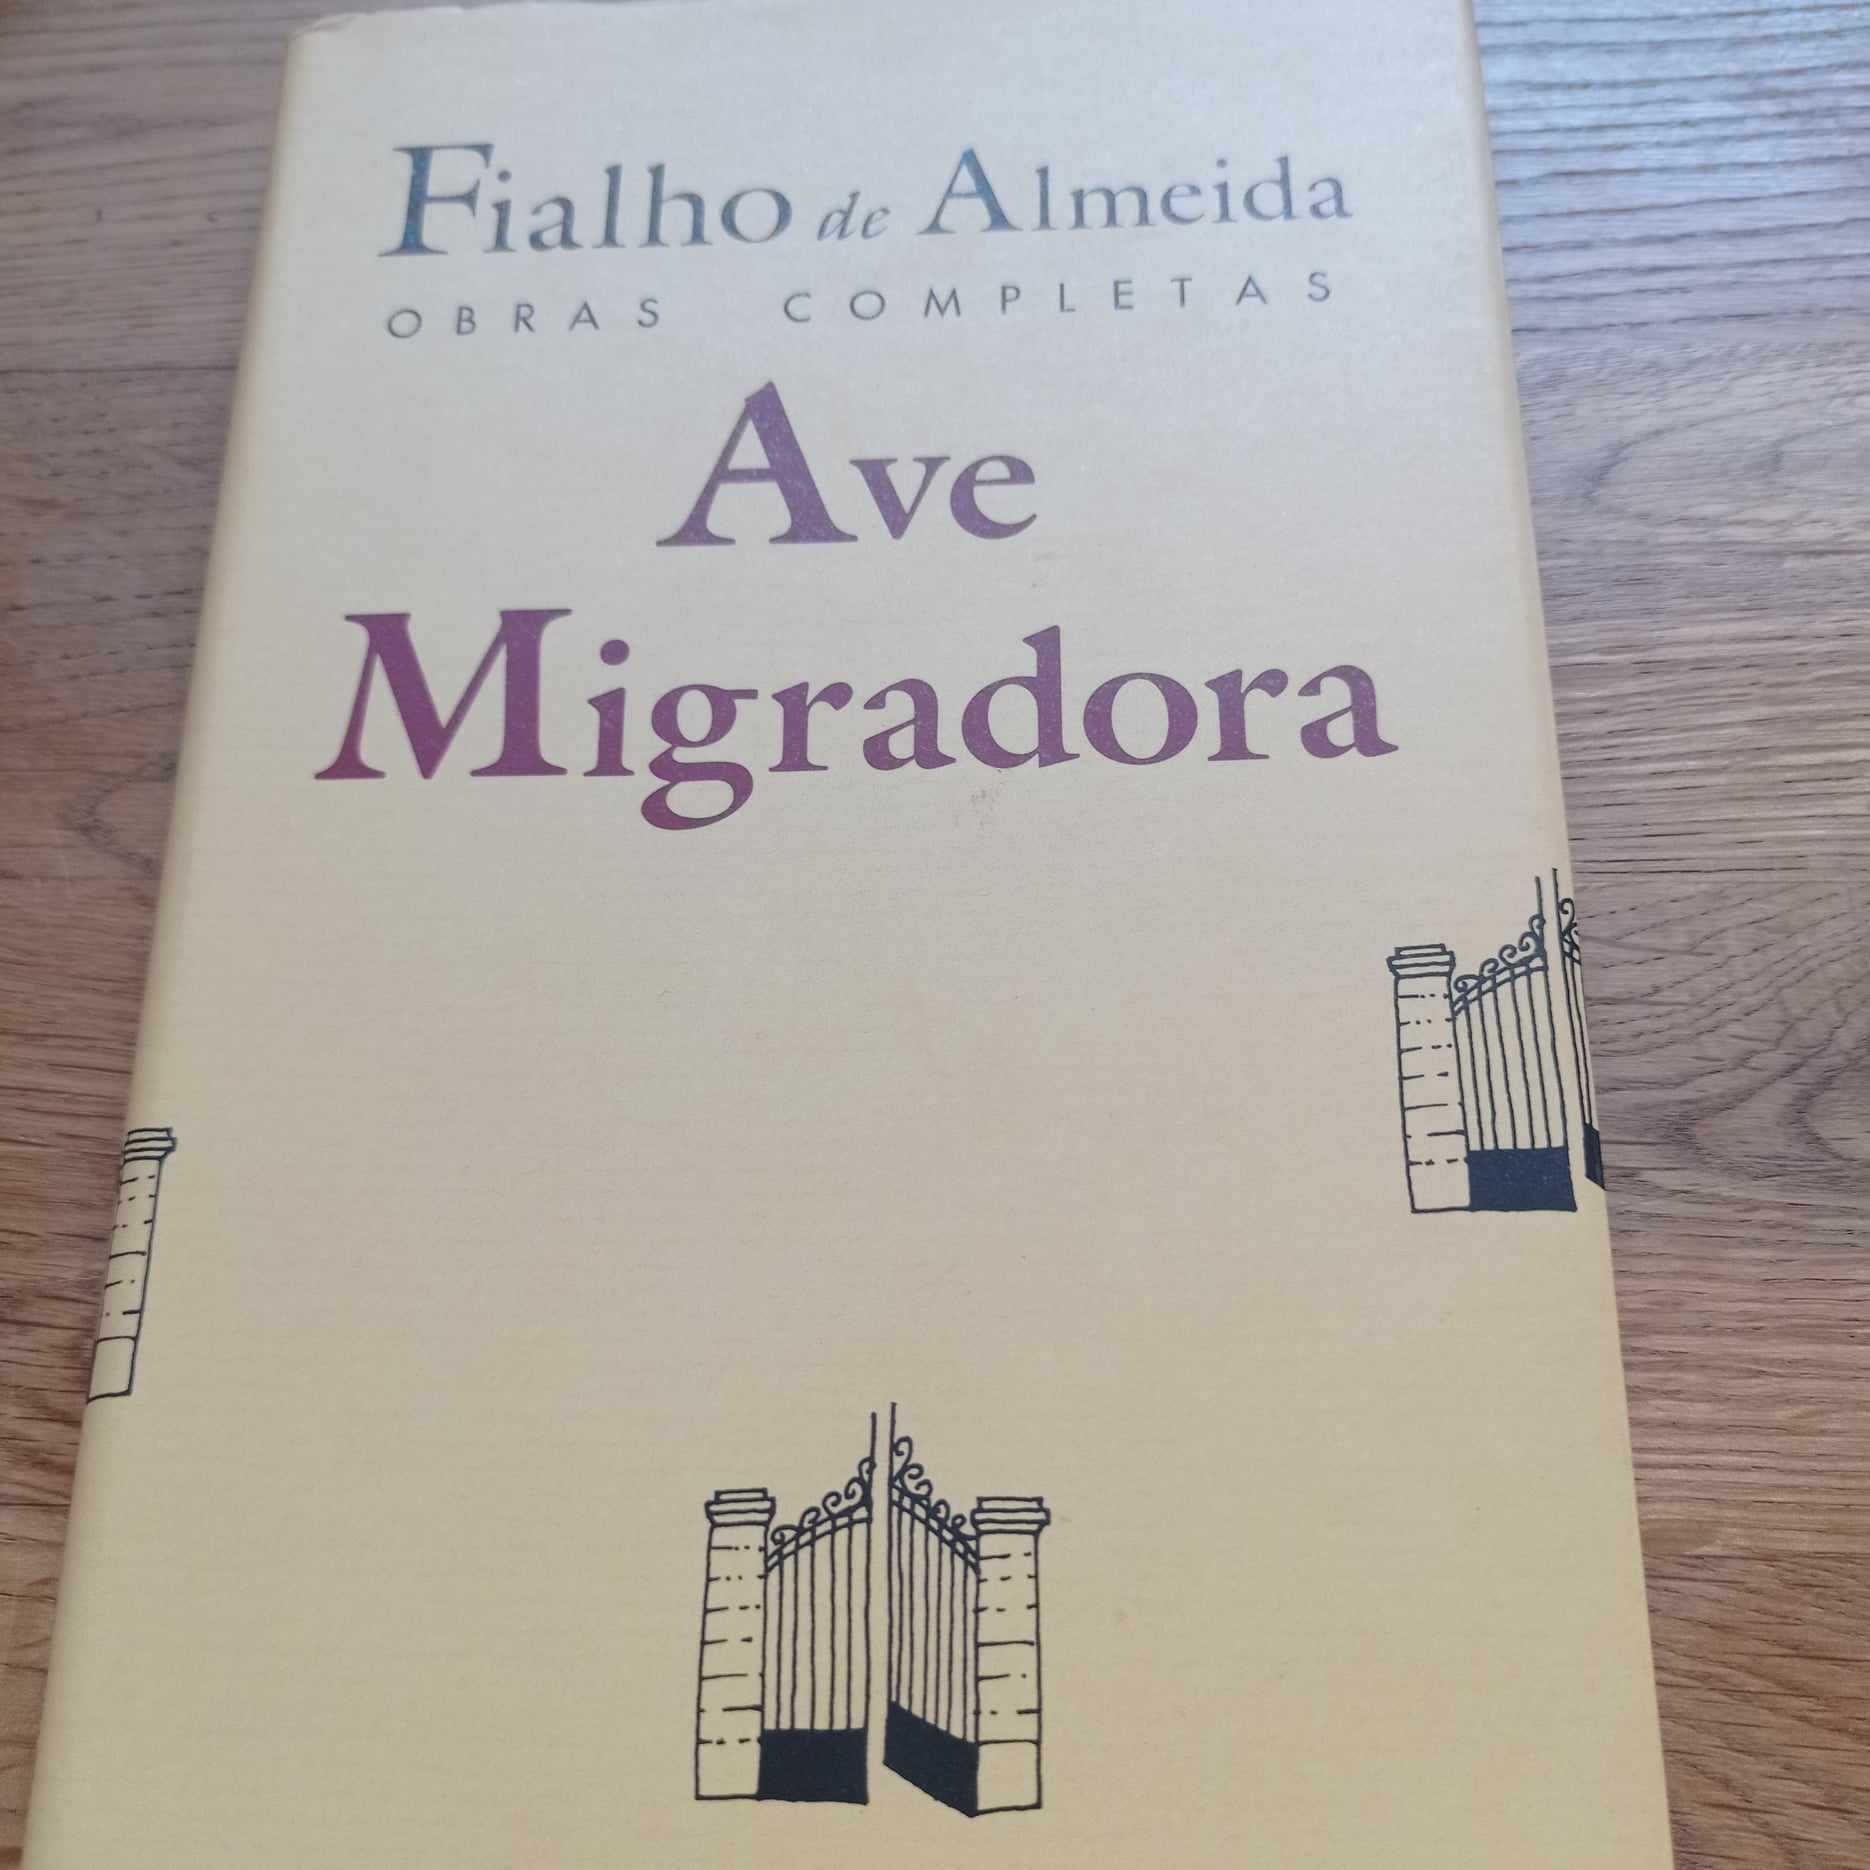 Fialho de Almeida
OBRAS COMPLETAS
Ave
Migradora